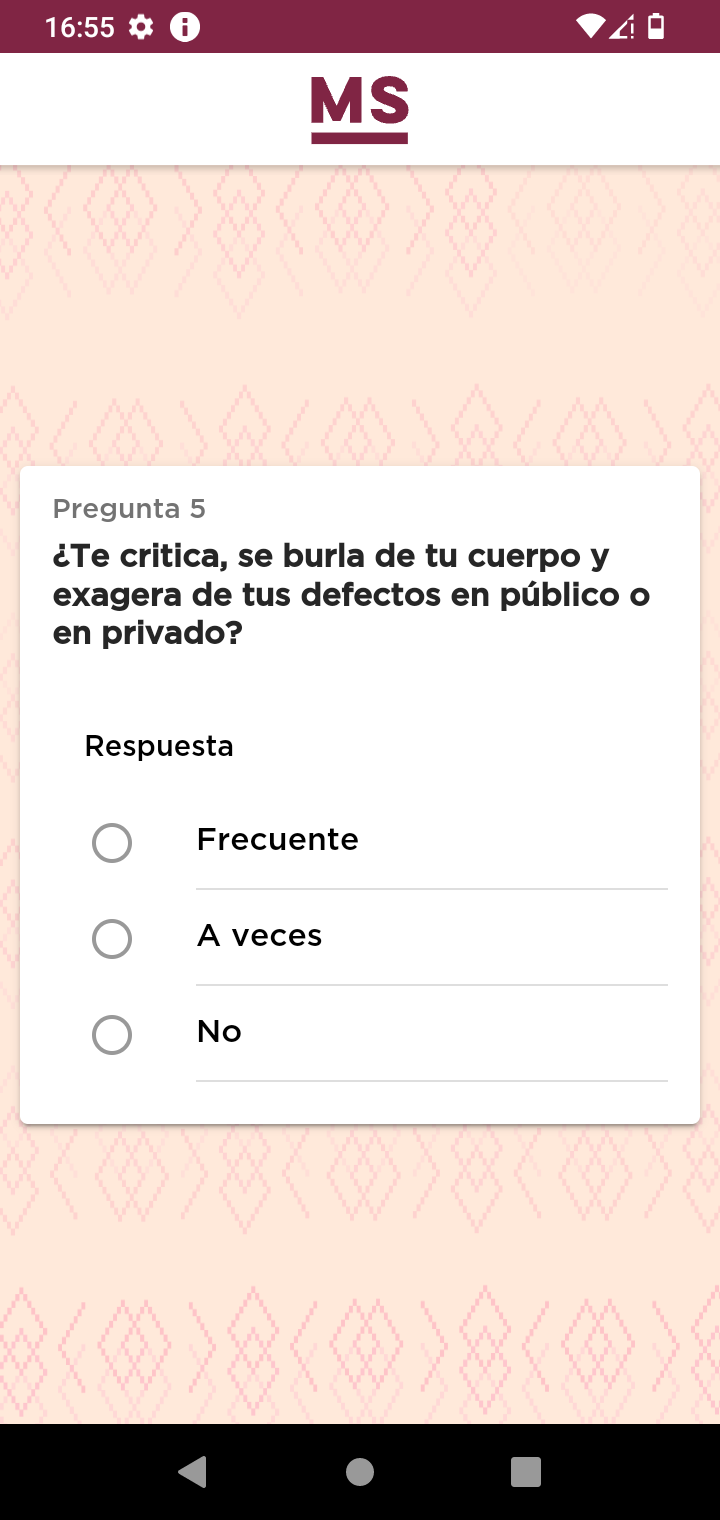 16:55
MS
Pregunta 5
¿Te critica, se burla de tu cuerpo y
exagera de tus defectos en público o
en privado?
Respuesta
Frecuente
A veces
No